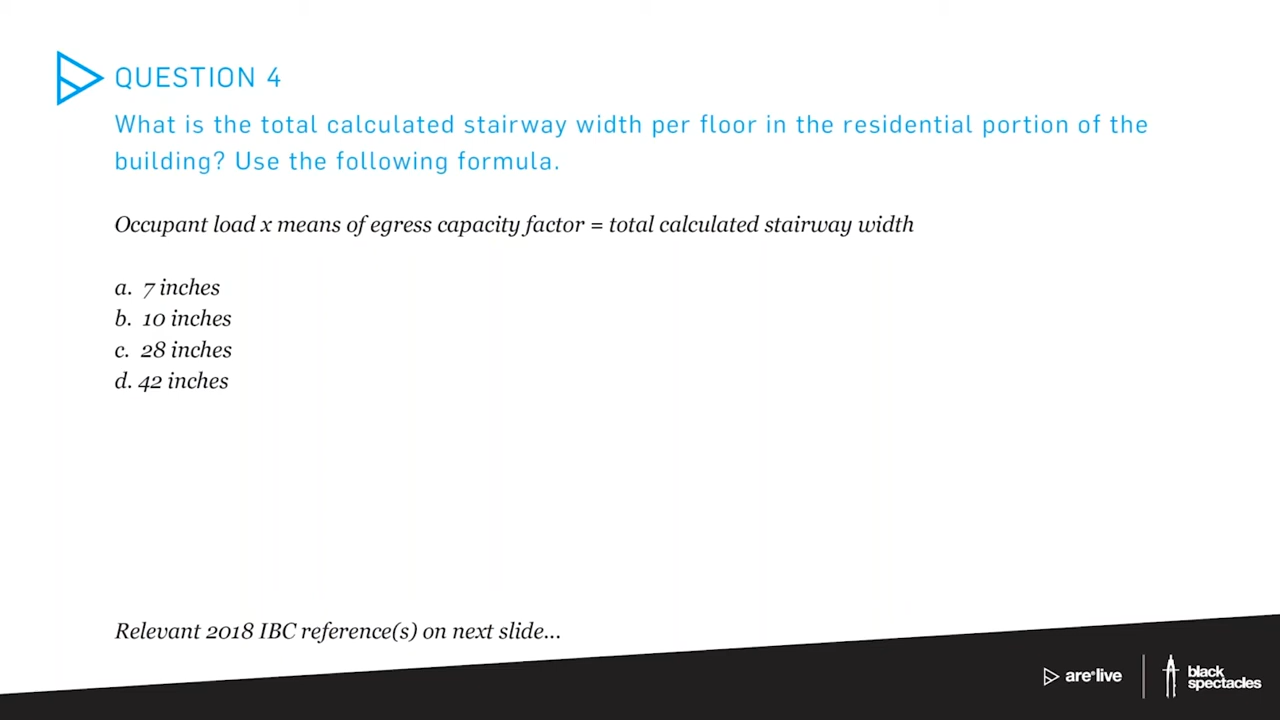 QUESTION 4
What is the total calculated stairway width per floor in the residential portion of the
building? Use the following formula.
Occupant load x means of egress capacity factor = total calculated stairway width
a. 7 inches
b. 10 inches
c. 28 inches
d. 42 inches
Relevant 2018 IBC reference(s) on next slide...
are®live
black
spectacles